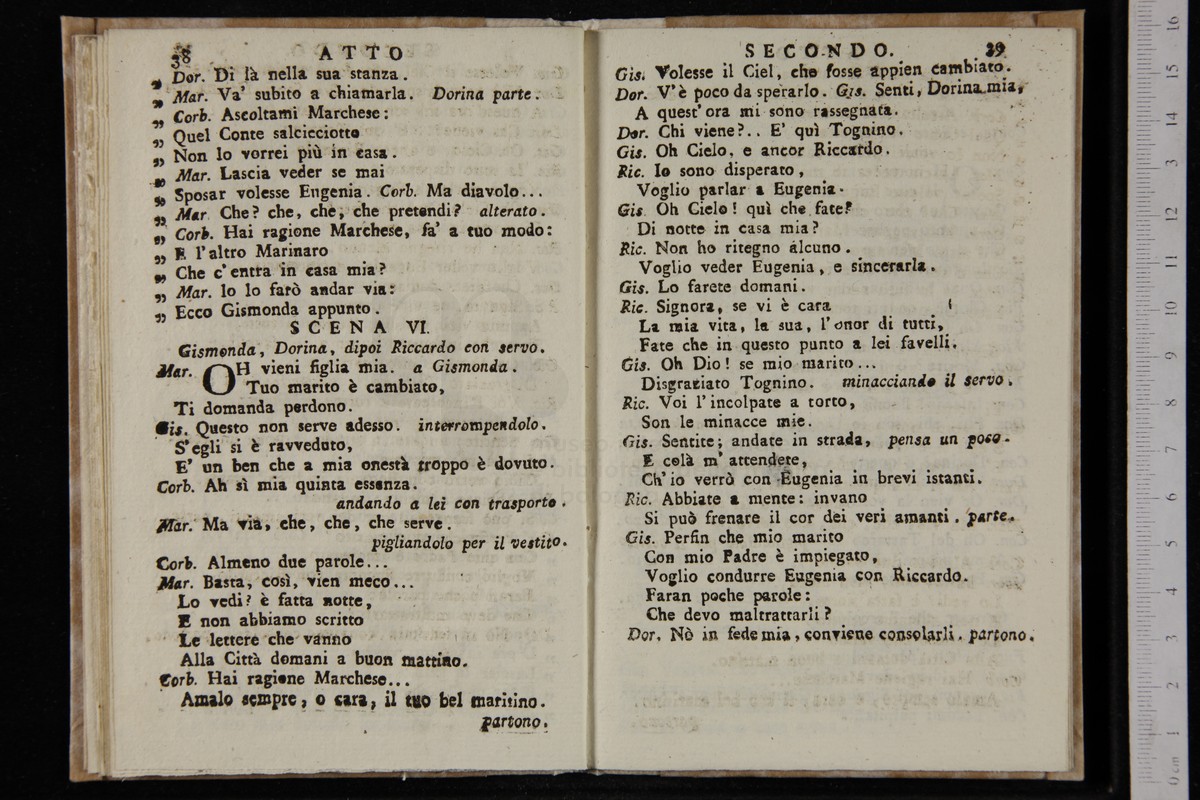 38 ATTO
„ Dor. Di là nella sua stanza.
„ Mar. Va' subito a chiamarla. Dorina parte.
„ Corb. Ascoltami Marchese:
„ Quel Conte salcicciotto
„ Non lo vorrei più in casa.
„ Mar. Lascia veder se mai
„ Sposar volesse Eugenia. Corb. Ma diavolo...
„ Mar. Che? che, che, che pretendi? alterato.
„ Corb. Hai ragione Marchese, fa' a tuo modo:
„ E l'altro Marinaro
„ Che c'entra in casa mia?
„ Mar. Io lo farò andar via:
„ Ecco Gismonda appunto.
SCENA VI.
Gismonda, Dorina, dipoi Riccardo con servo.
Mar. OH vieni figlia mia. a Gismonda.
Tuo marito è cambiato,
Ti domanda perdono.
Gis. Questo non serve adesso. interrompendolo.
S'egli si è ravveduto,
E' un ben che a mia onestà troppo è dovuto.
Corb. Ah sì mia quinta essenza.
andando a lei con trasporto.
Mar. Ma via, che, che, che serve.
pigliandolo per il vestito.
Corb. Almeno due parole...
Mar. Basta, così, vien meco...
Lo vedi? è fatta notte,
E non abbiamo scritto
Le lettere che vanno
Alla Città domani a buon mattino.
Corb. Hai ragione Marchese...
Amalo sempre, o cara, il tuo bel maritino.
partono.
SECONDO. 39
Gis. Volesse il Ciel, che fosse appien cambiato.
Dor. V'è poco da sperarlo. Gis. Senti, Dorina mia,
A quest'ora mi sono rassegnata.
Dor. Chi viene?.. E' quì Tognino.
Gis. Oh Cielo, e ancor Riccardo.
Ric. Io sono disperato,
Voglio parlar a Eugenia.
Gis. Oh Cielo! quì che fate?
Di notte in casa mia?
Ric. Non ho ritegno alcuno.
Voglio veder Eugenia, e sincerarla.
Gis. Lo farete domani.
Ric. Signora, se vi è cara
La mia vita, la sua, l'onor di tutti,
Fate che in questo punto a lei favelli.
Gis. Oh Dio! se mio marito...
Disgraziato Tognino. minacciando il servo.
Ric. Voi l'incolpate a torto,
Son le minacce mie.
Gis. Sentite; andate in strada, pensa un poco.
E colà m'attendete,
Ch'io verrò con Eugenia in brevi istanti.
Ric. Abbiate a mente: invano
Si può frenare il cor dei veri amanti. parte.
Gis. Perfin che mio marito
Con mio Padre è impiegato,
Voglio condurre Eugenia con Riccardo.
Faran poche parole:
Che devo maltrattarli?
Dor. Nò in fede mia, conviene consolarli. partono.